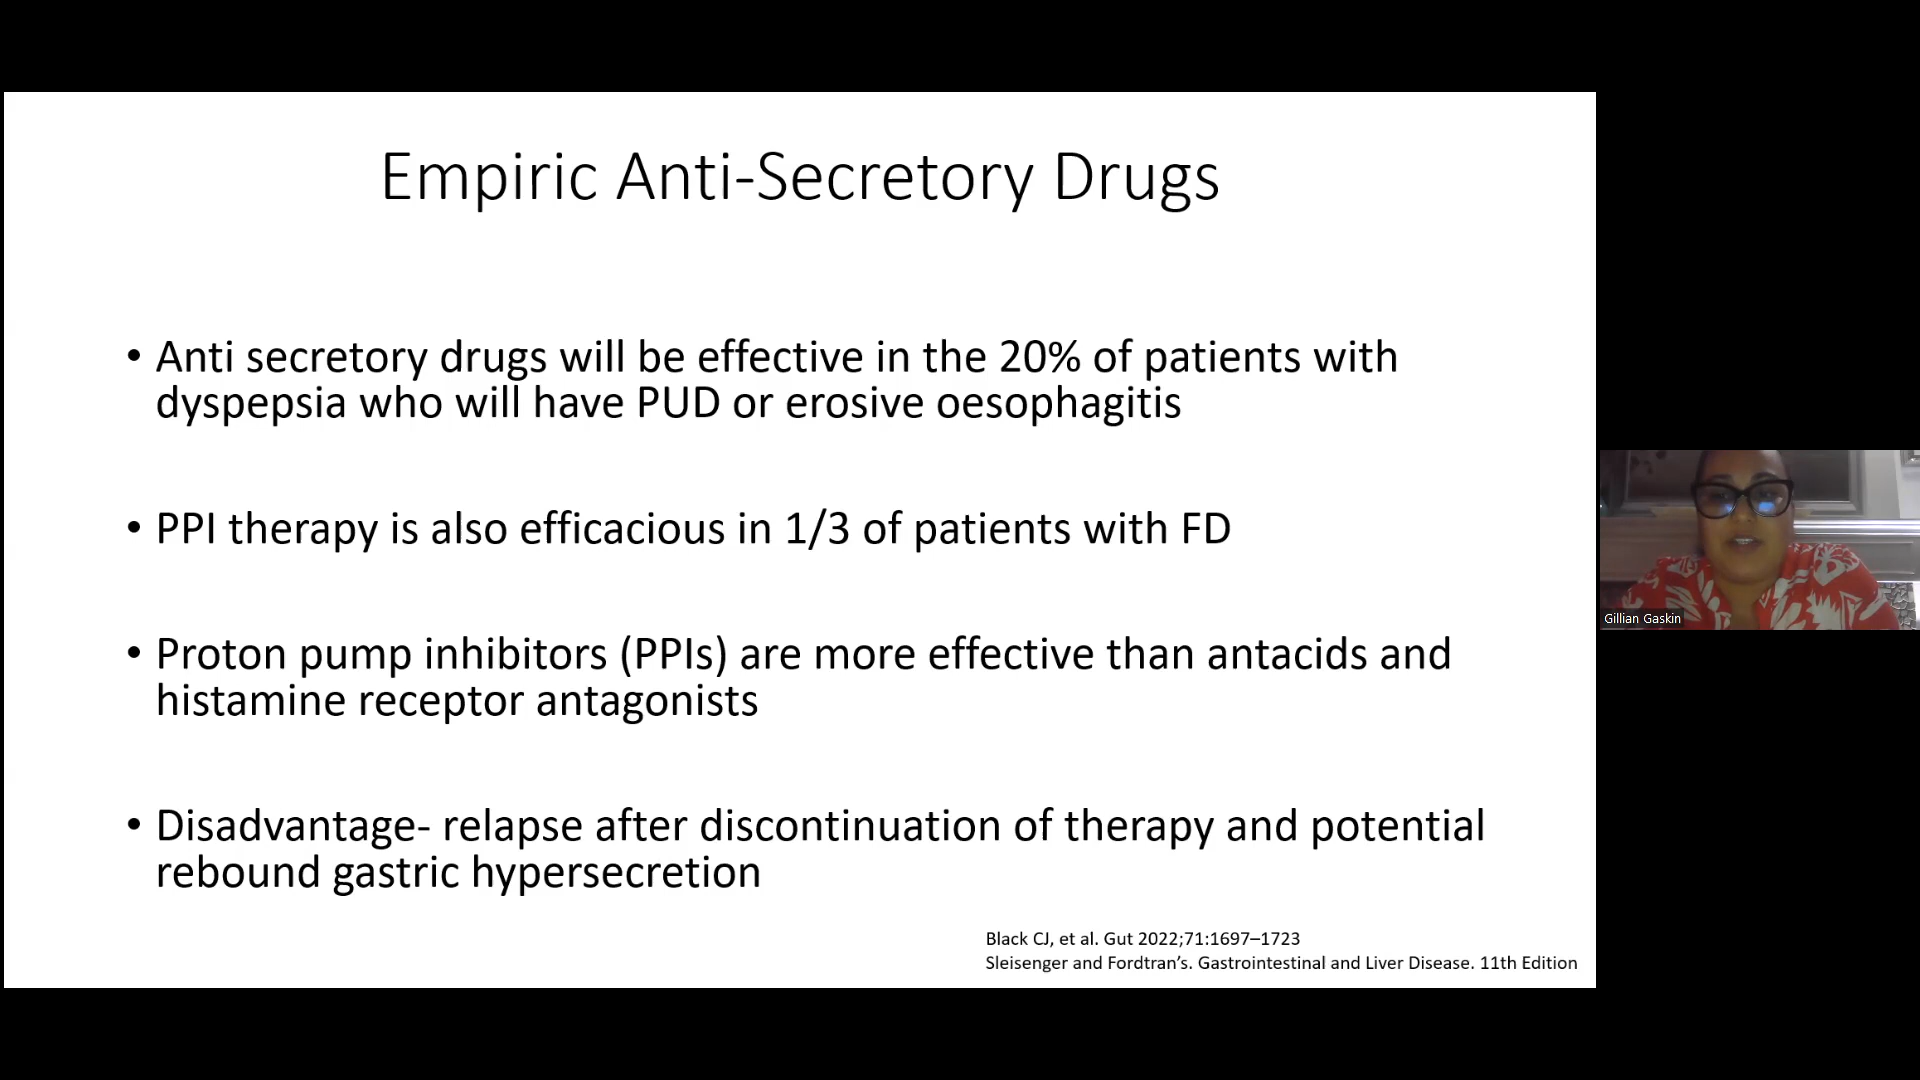 Empiric Anti-Secretory Drugs
• Anti secretory drugs will be effective in the 20% of patients with
dyspepsia who will have PUD or erosive oesophagitis
• PPI therapy is also efficacious in 1/3 of patients with FD
• Proton pump inhibitors (PPIs) are more effective than antacids and
histamine receptor antagonists
• Disadvantage- relapse after discontinuation of therapy and potential
rebound gastric hypersecretion
Black CJ, et al. Gut 2022;71:1697–1723
Sleisenger and Fordtran’s. Gastrointestinal and Liver Disease. 11th Edition
Gillian Gaskin